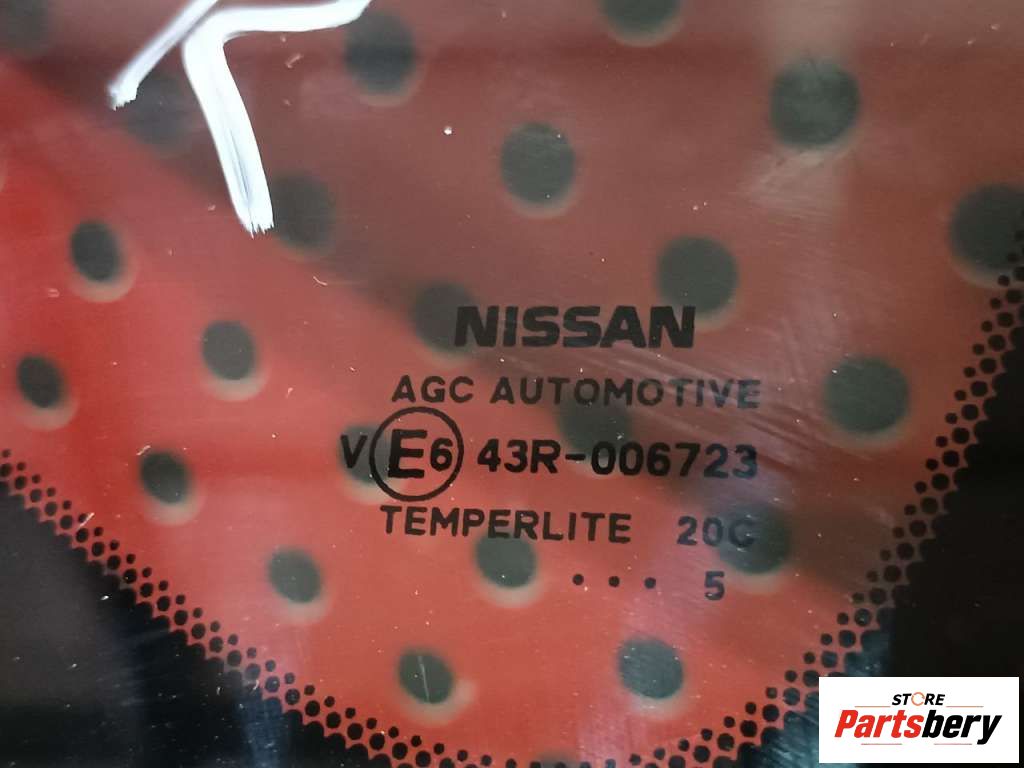 NISSAN
AGC AUTOMOTIVE
V E6 43R-006723
TEMPERLITE 20C
... 5
STORE
Partsbery